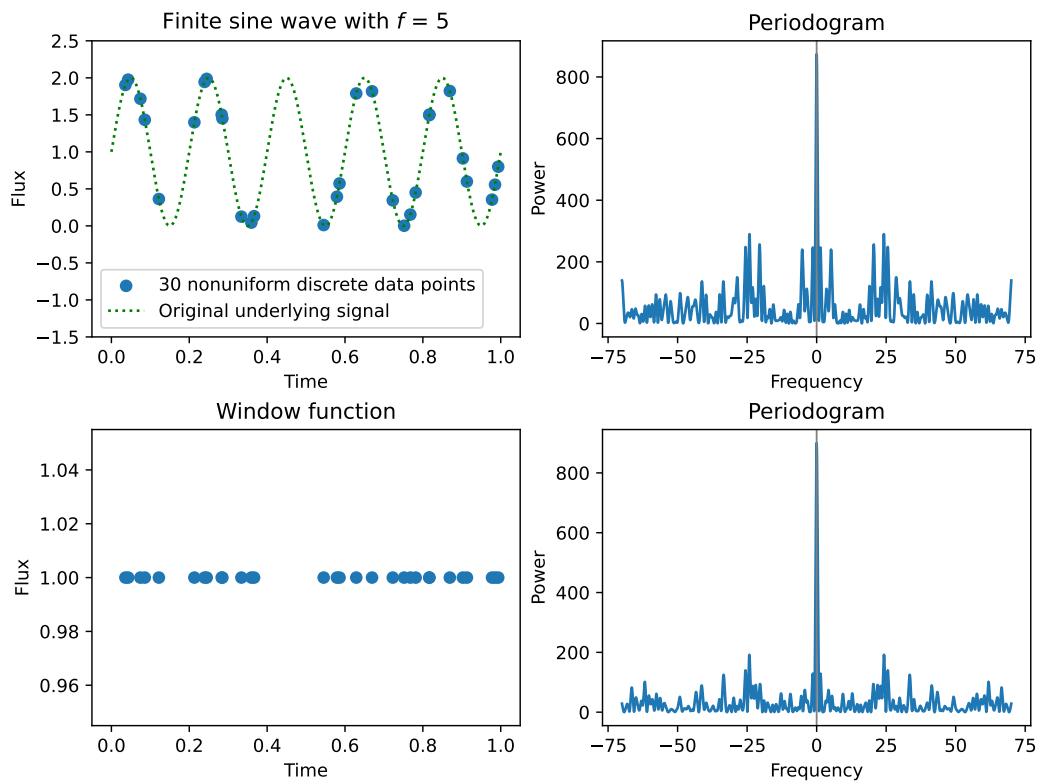 Finite sine wave with f = 5
2.5
2.0
1.5
1.0
0.5
0.0
−0.5
−1.0
−1.5
Flux
30 nonuniform discrete data points
Original underlying signal
0.0 0.2 0.4 0.6 0.8 1.0
Time
Periodogram
800
600
400
200
0
Power
−75 −50 −25 0 25 50 75
Frequency
Window function
1.04
1.02
1.00
0.98
0.96
Flux
0.0 0.2 0.4 0.6 0.8 1.0
Time
Periodogram
800
600
400
200
0
Power
−75 −50 −25 0 25 50 75
Frequency